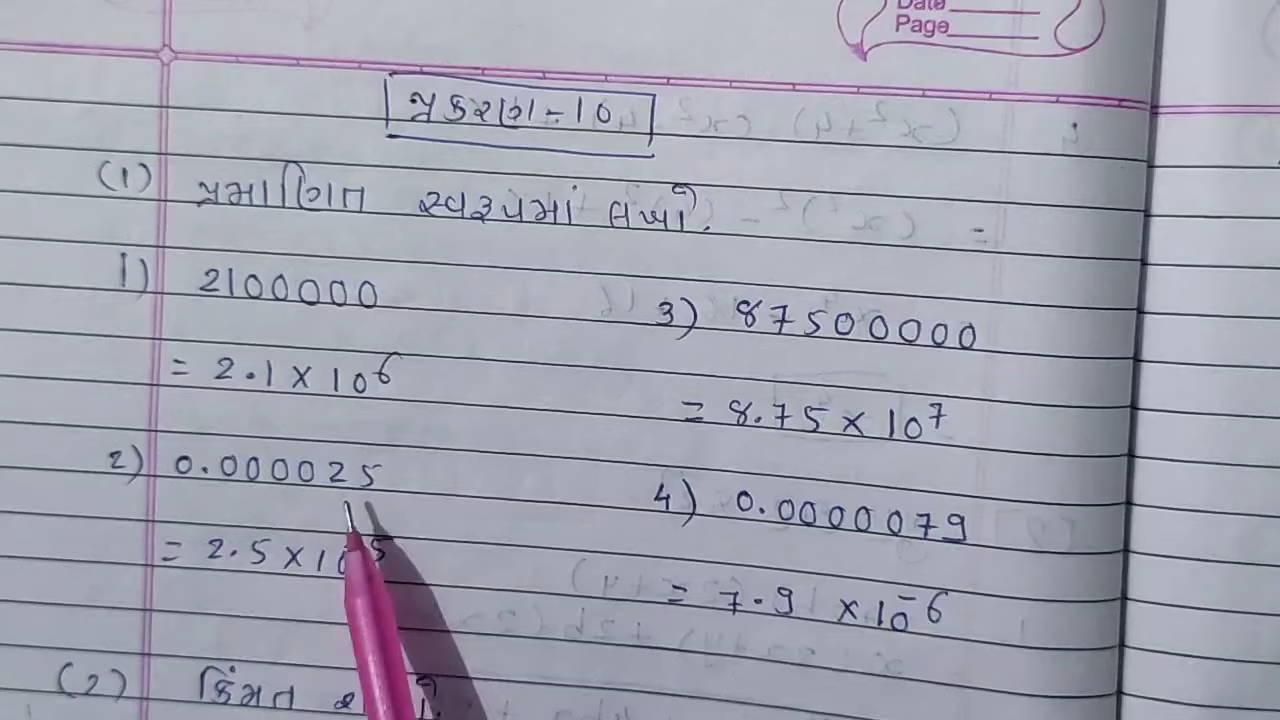 Date
Page
પ્રકરણ-10
(1) પ્રમાણિત સ્વરૂપમાં લખો.
1) 2100000
= 2.1 × 10⁶
2) 0.000025
= 2.5 × 10 5
3) 87500000
= 8.75 × 10⁷
4) 0.0000079
= 7.9 × 10⁻⁶
(2) કિંમત